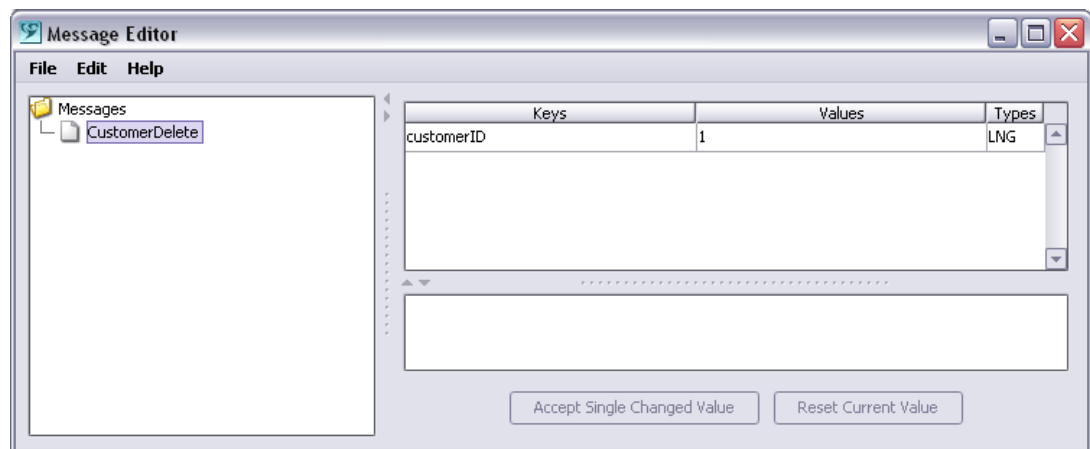 Message Editor
File Edit Help
Messages
CustomerDelete
Keys Values Types
customerID 1 LNG
Accept Single Changed Value Reset Current Value